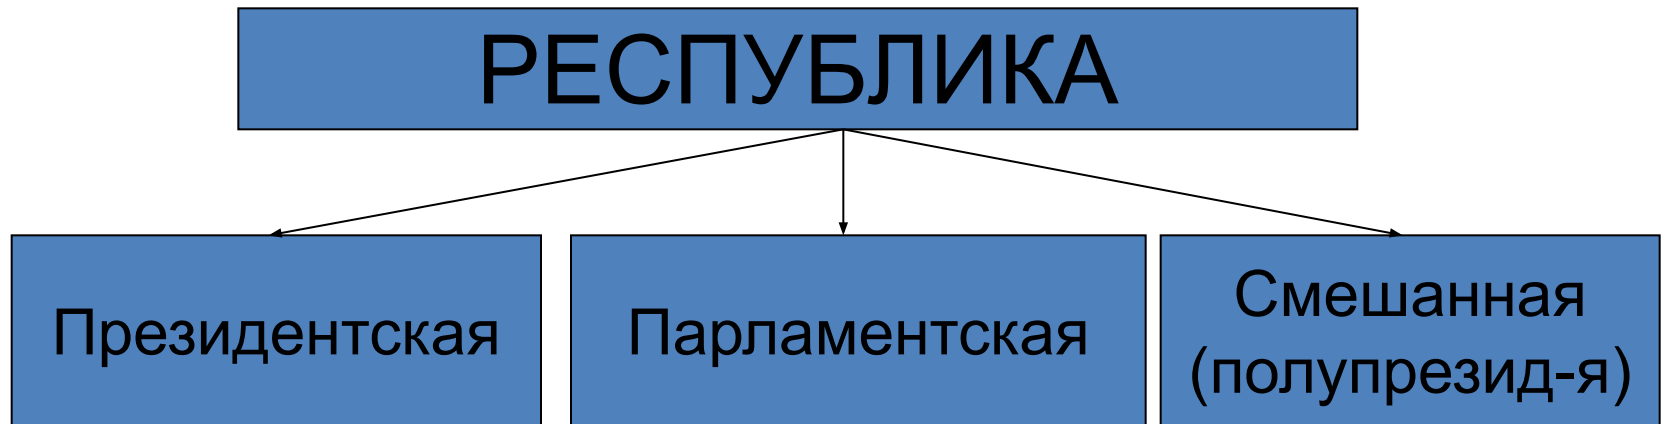 РЕСПУБЛИКА
Президентская
Парламентская
Смешанная
(полупрезид-я)